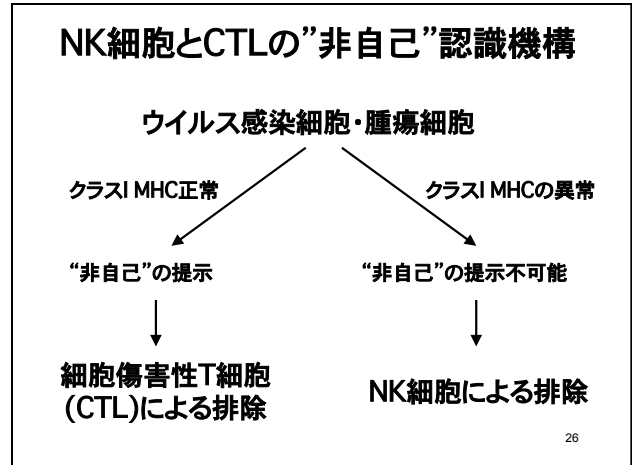 NK細胞とCTLの”非自己”認識機構
ウイルス感染細胞・腫瘍細胞
クラスI MHC正常
クラスI MHCの異常
“非自己”の提示
“非自己”の提示不可能
細胞傷害性T細胞
(CTL)による排除
NK細胞による排除
26